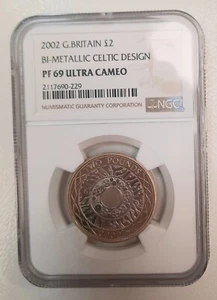 2002 G.BRITAIN £2
BI-METALLIC CELTIC DESIGN
PF 69 ULTRA CAMEO
2117690-229
NUMISMATIC GUARANTY CORPORATION
NGC
TWO POUNDS